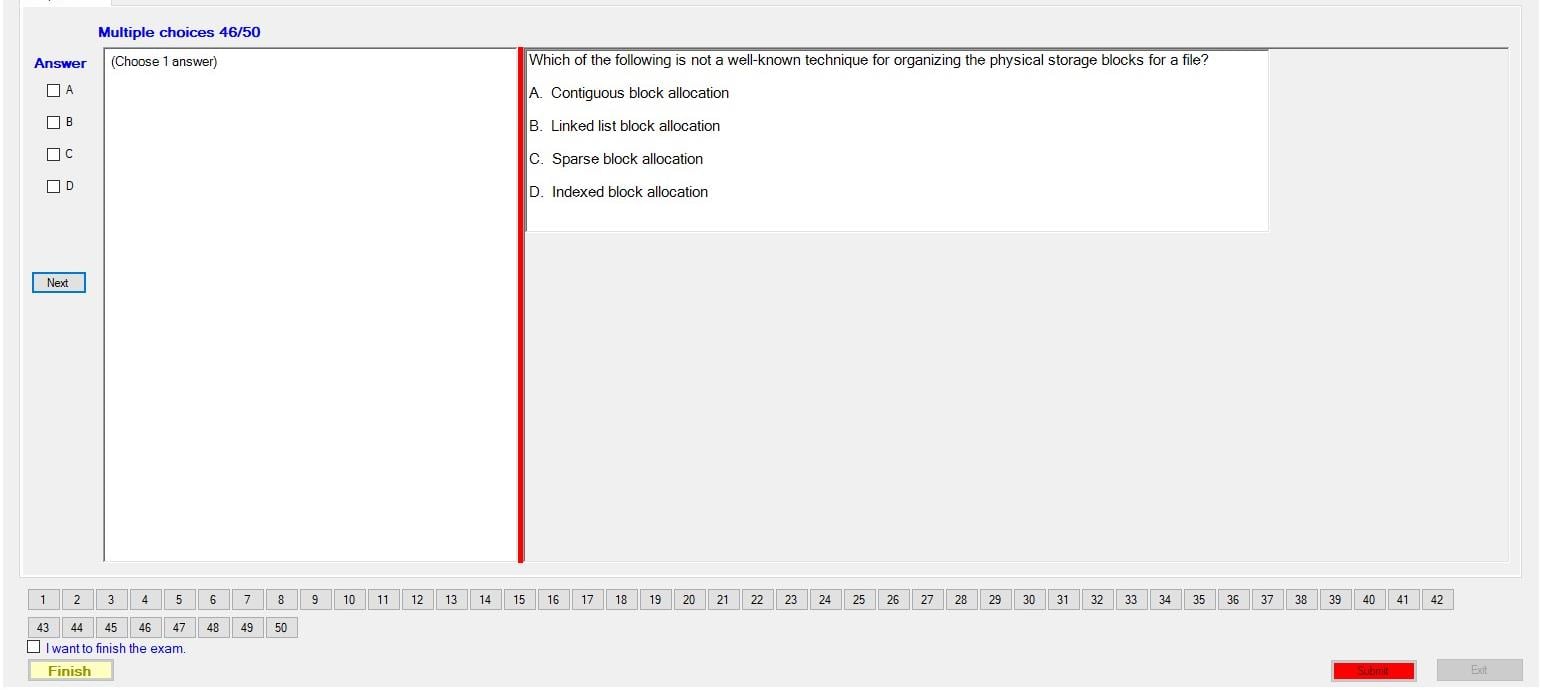 Multiple choices 46/50
Answer
(Choose 1 answer)
A
B
C
D
Next
Which of the following is not a well-known technique for organizing the physical storage blocks for a file?
A. Contiguous block allocation
B. Linked list block allocation
C. Sparse block allocation
D. Indexed block allocation
1 2 3 4 5 6 7 8 9 10 11 12 13 14 15 16 17 18 19 20 21 22 23 24 25 26 27 28 29 30 31 32 33 34 35 36 37 38 39 40 41 42
43 44 45 46 47 48 49 50
I want to finish the exam.
Finish
Submit
Exit